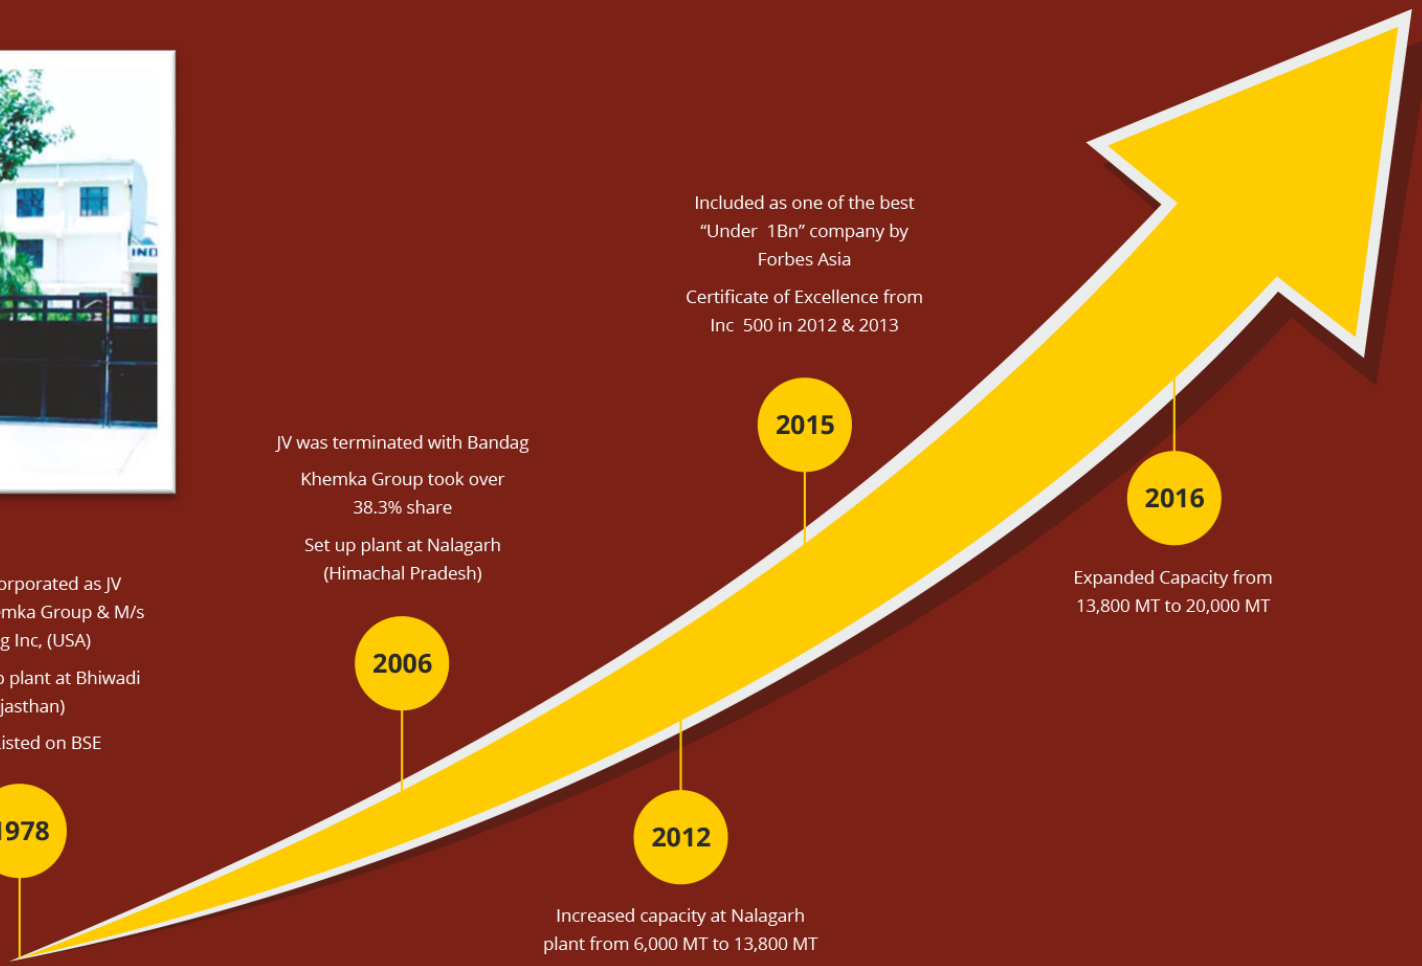 IND
orporated as JV
emka Group & M/s
g Inc, (USA)
p plant at Bhiwadi
jasthan)
isted on BSE
1978
JV was terminated with Bandag
Khemka Group took over
38.3% share
Set up plant at Nalagarh
(Himachal Pradesh)
2006
Increased capacity at Nalagarh
plant from 6,000 MT to 13,800 MT
2012
Included as one of the best
“Under 1Bn” company by
Forbes Asia
Certificate of Excellence from
Inc 500 in 2012 & 2013
2015
2016
Expanded Capacity from
13,800 MT to 20,000 MT